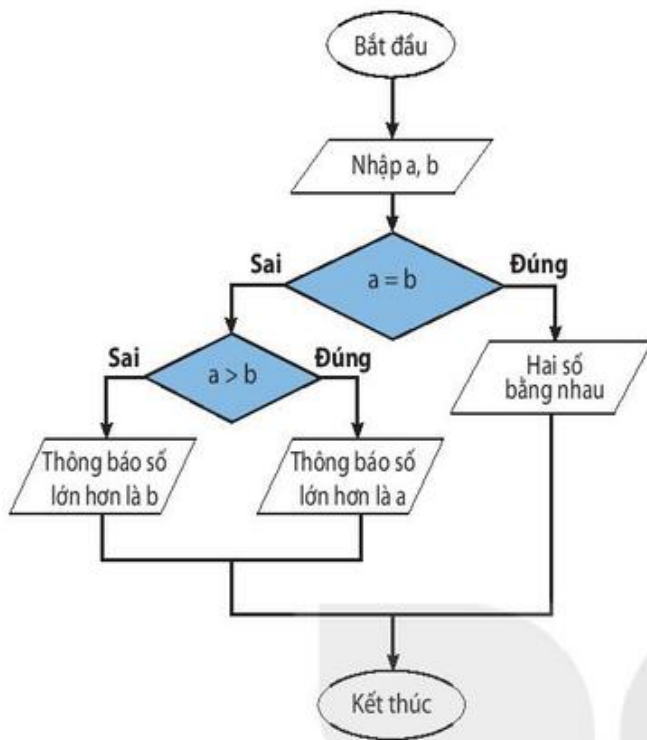 Bắt đầu
Nhập a, b
Sai
Đúng
a = b
Sai
Đúng
a > b
Hai số
bằng nhau
Thông báo số
lớn hơn là b
Thông báo số
lớn hơn là a
Kết thúc